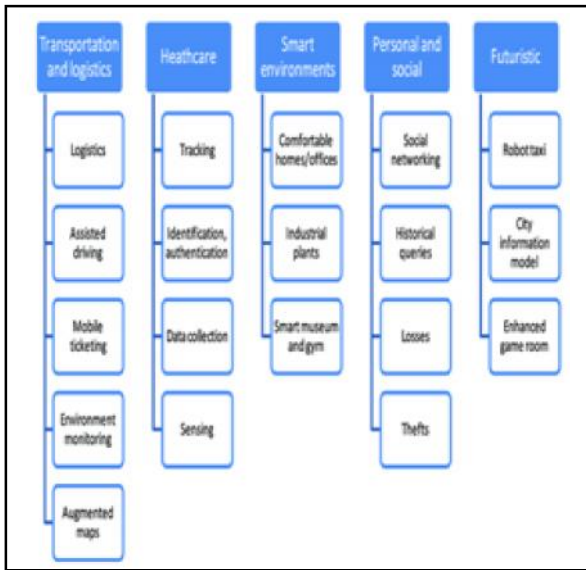 Transportation
and logistics
Logistics
Assisted
driving
Mobile
ticketing
Environment
monitoring
Augmented
maps
Heathcare
Tracking
Identification,
authentication
Data collection
Sensing
Smart
environments
Comfortable
homes/offices
Industrial
plants
Smart museum
and gym
Personal and
social
Social
networking
Historical
queries
Losses
Thefts
Futuristic
Robot taxi
City
information
model
Enhanced
game room